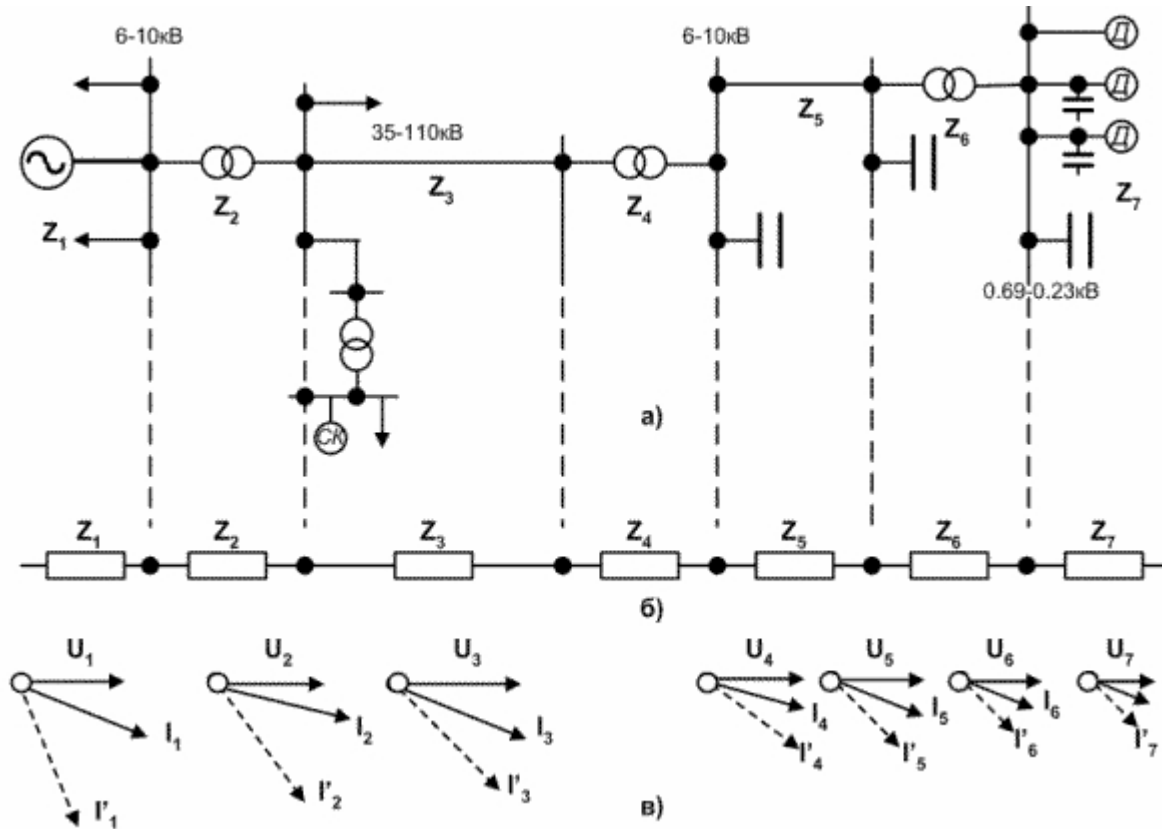 6-10кВ
6-10кВ
Д
Д
Д
35-110кВ
Z₁
Z₂
Z₃
Z₄
Z₅
Z₆
Z₇
0.69-0.23кВ
СК
а)
Z₁ Z₂ Z₃ Z₄ Z₅ Z₆ Z₇
б)
U₁ U₂ U₃ U₄ U₅ U₆ U₇
I₁ I₂ I₃ I₄ I₅ I₆
I'₁ I'₂ I'₃ I'₄ I'₅ I'₆ I'₇
в)